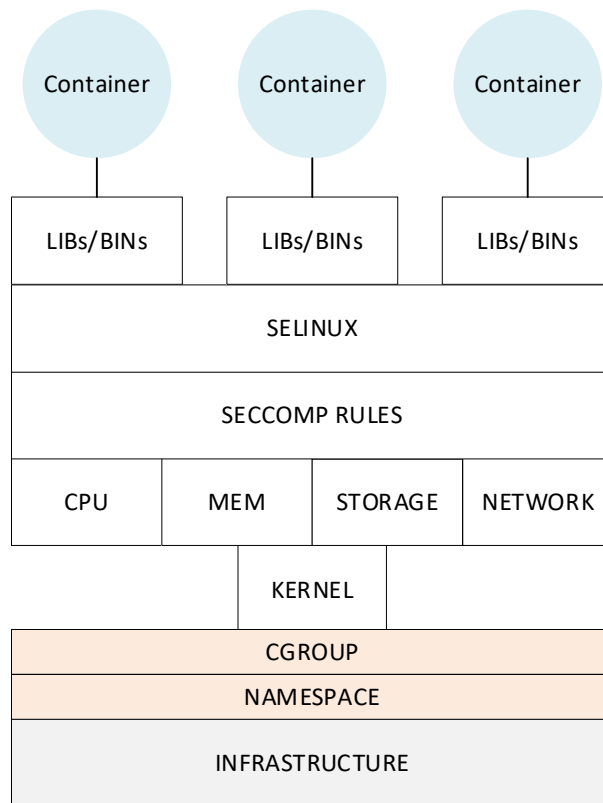 Container
Container
Container
LIBs/BINs
LIBs/BINs
LIBs/BINs
SELINUX
SECCOMP RULES
CPU
MEM
STORAGE
NETWORK
KERNEL
CGROUP
NAMESPACE
INFRASTRUCTURE